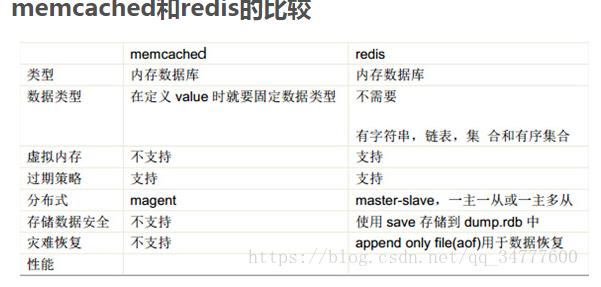 memcached和redis的比较
memcached redis
类型 内存数据库 内存数据库
数据类型 在定义 value 时就要固定数据类型 不需要
有字符串，链表，集 合和有序集合
虚拟内存 不支持 支持
过期策略 支持 支持
分布式 magent master-slave，一主一从或一主多从
存储数据安全 不支持 使用 save 存储到 dump.rdb 中
灾难恢复 不支持 append only file(aof)用于数据恢复
性能
https://blog.csdn.net/qq_34777600